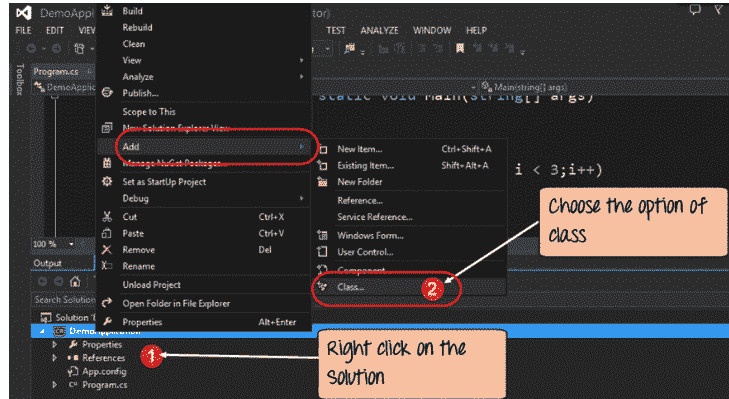 DemoApplic
tor)
FILE EDIT VIEW
TEST ANALYZE WINDOW HELP
Toolbox
Program.cs
DemoApplic
Main(string[] args)
static void Main(string[] args)
i < 3;i++)
Build
Rebuild
Clean
View
Analyze
Publish...
Scope to This
New Solution Explorer View
Add
Manage NuGet Packages...
Set as StartUp Project
Debug
Cut Ctrl+X
Paste Ctrl+V
Remove Del
Rename
Unload Project
Open Folder in File Explorer
Properties Alt+Enter
New Item... Ctrl+Shift+A
Existing Item... Shift+Alt+A
New Folder
Reference...
Service Reference...
Windows Form...
User Control...
Component...
Class...
2
Choose the option of
class
100 %
Output
Search Solution
Solution '
DemoApplication
Properties
References
App.config
C# Program.cs
1
Right click on the
solution